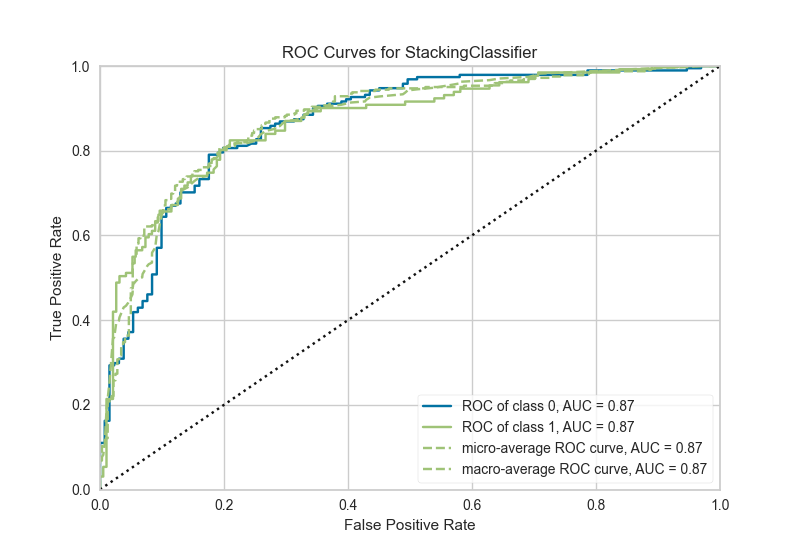 ROC Curves for StackingClassifier
1.0
0.8
0.6
0.4
0.2
0.0
True Positive Rate
0.0 0.2 0.4 0.6 0.8 1.0
False Positive Rate
ROC of class 0, AUC = 0.87
ROC of class 1, AUC = 0.87
micro-average ROC curve, AUC = 0.87
macro-average ROC curve, AUC = 0.87